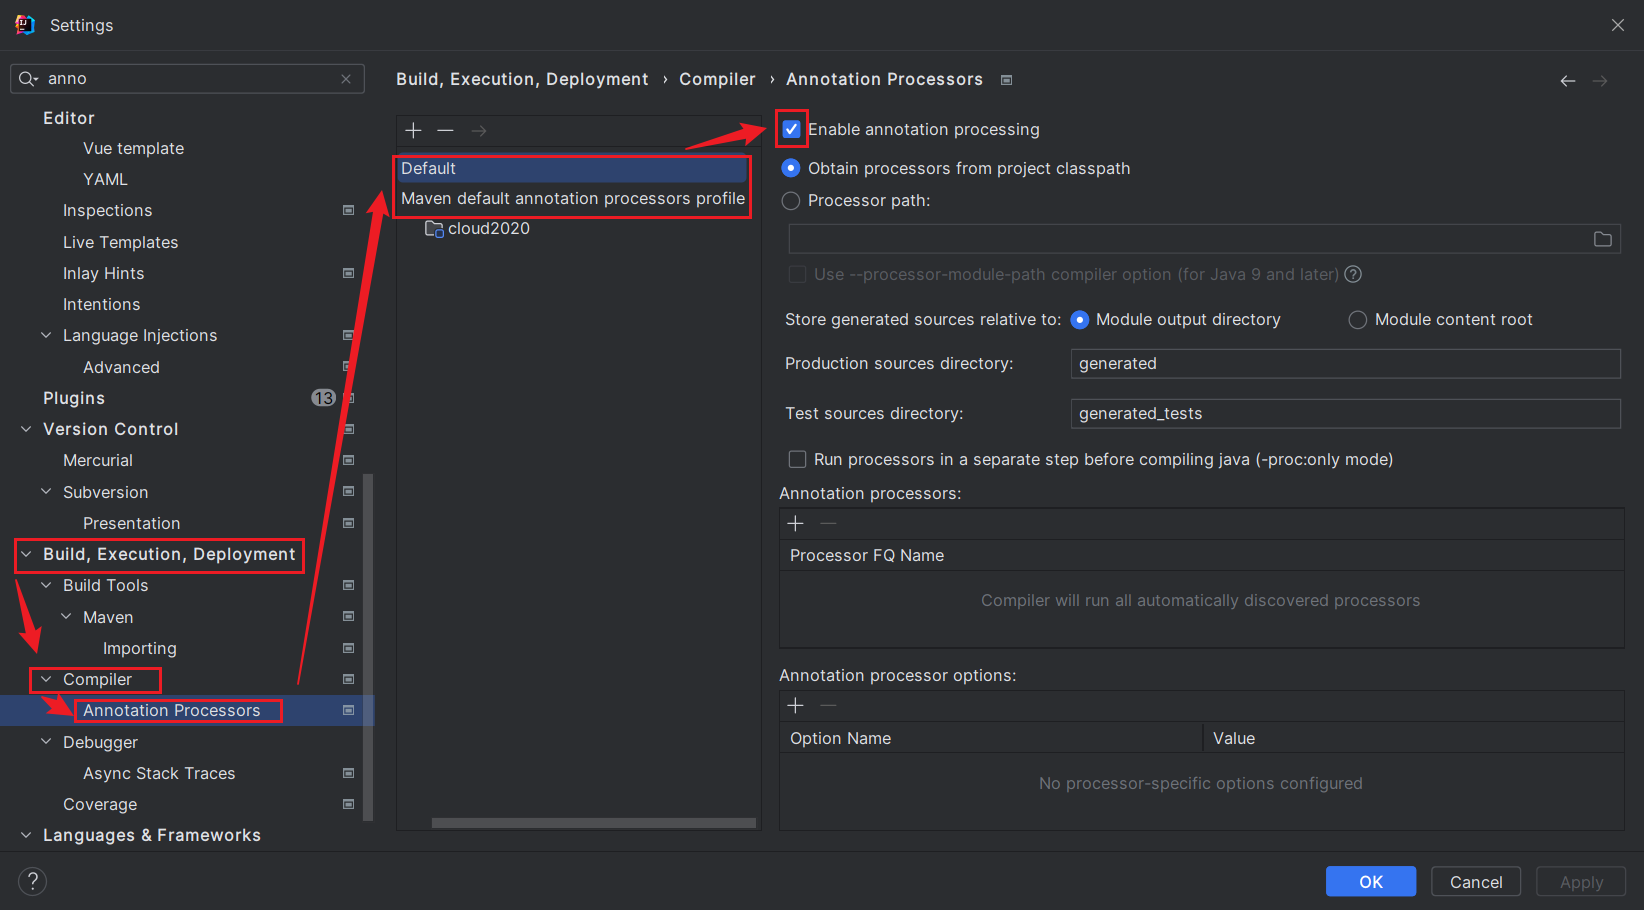 Settings
anno
Editor
Vue template
YAML
Inspections
Live Templates
Inlay Hints
Intentions
Language Injections
Advanced
Plugins 13
Version Control
Mercurial
Subversion
Presentation
Build, Execution, Deployment
Build Tools
Maven
Importing
Compiler
Annotation Processors
Debugger
Async Stack Traces
Coverage
Languages & Frameworks
Build, Execution, Deployment › Compiler › Annotation Processors
Default
Maven default annotation processors profile
cloud2020
Enable annotation processing
Obtain processors from project classpath
Processor path:
Use --processor-module-path compiler option (for Java 9 and later) ?
Store generated sources relative to: Module output directory Module content root
Production sources directory: generated
Test sources directory: generated_tests
Run processors in a separate step before compiling java (-proc:only mode)
Annotation processors:
Processor FQ Name
Compiler will run all automatically discovered processors
Annotation processor options:
Option Name Value
No processor-specific options configured
? OK Cancel Apply